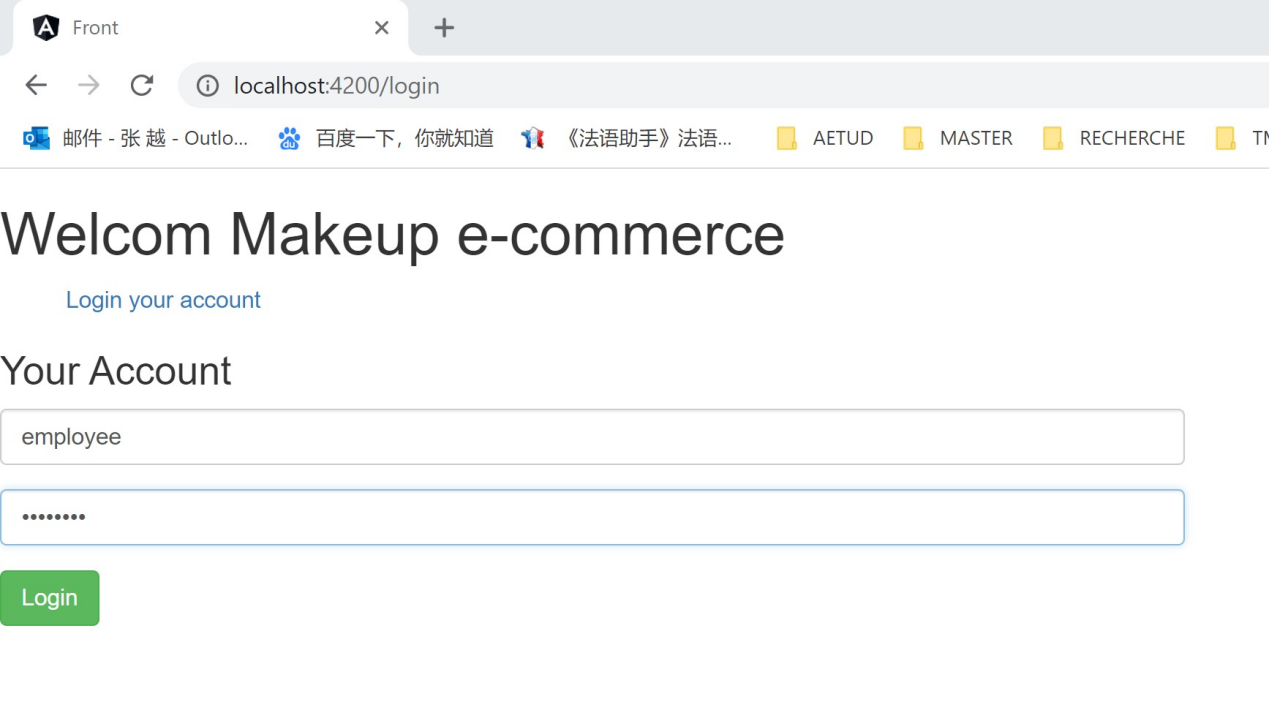 Front
localhost:4200/login
邮件 - 张 越 - Outlo... 百度一下，你就知道 《法语助手》法语... AETUD MASTER RECHERCHE
Welcom Makeup e-commerce
Login your account
Your Account
employee
••••••••
Login